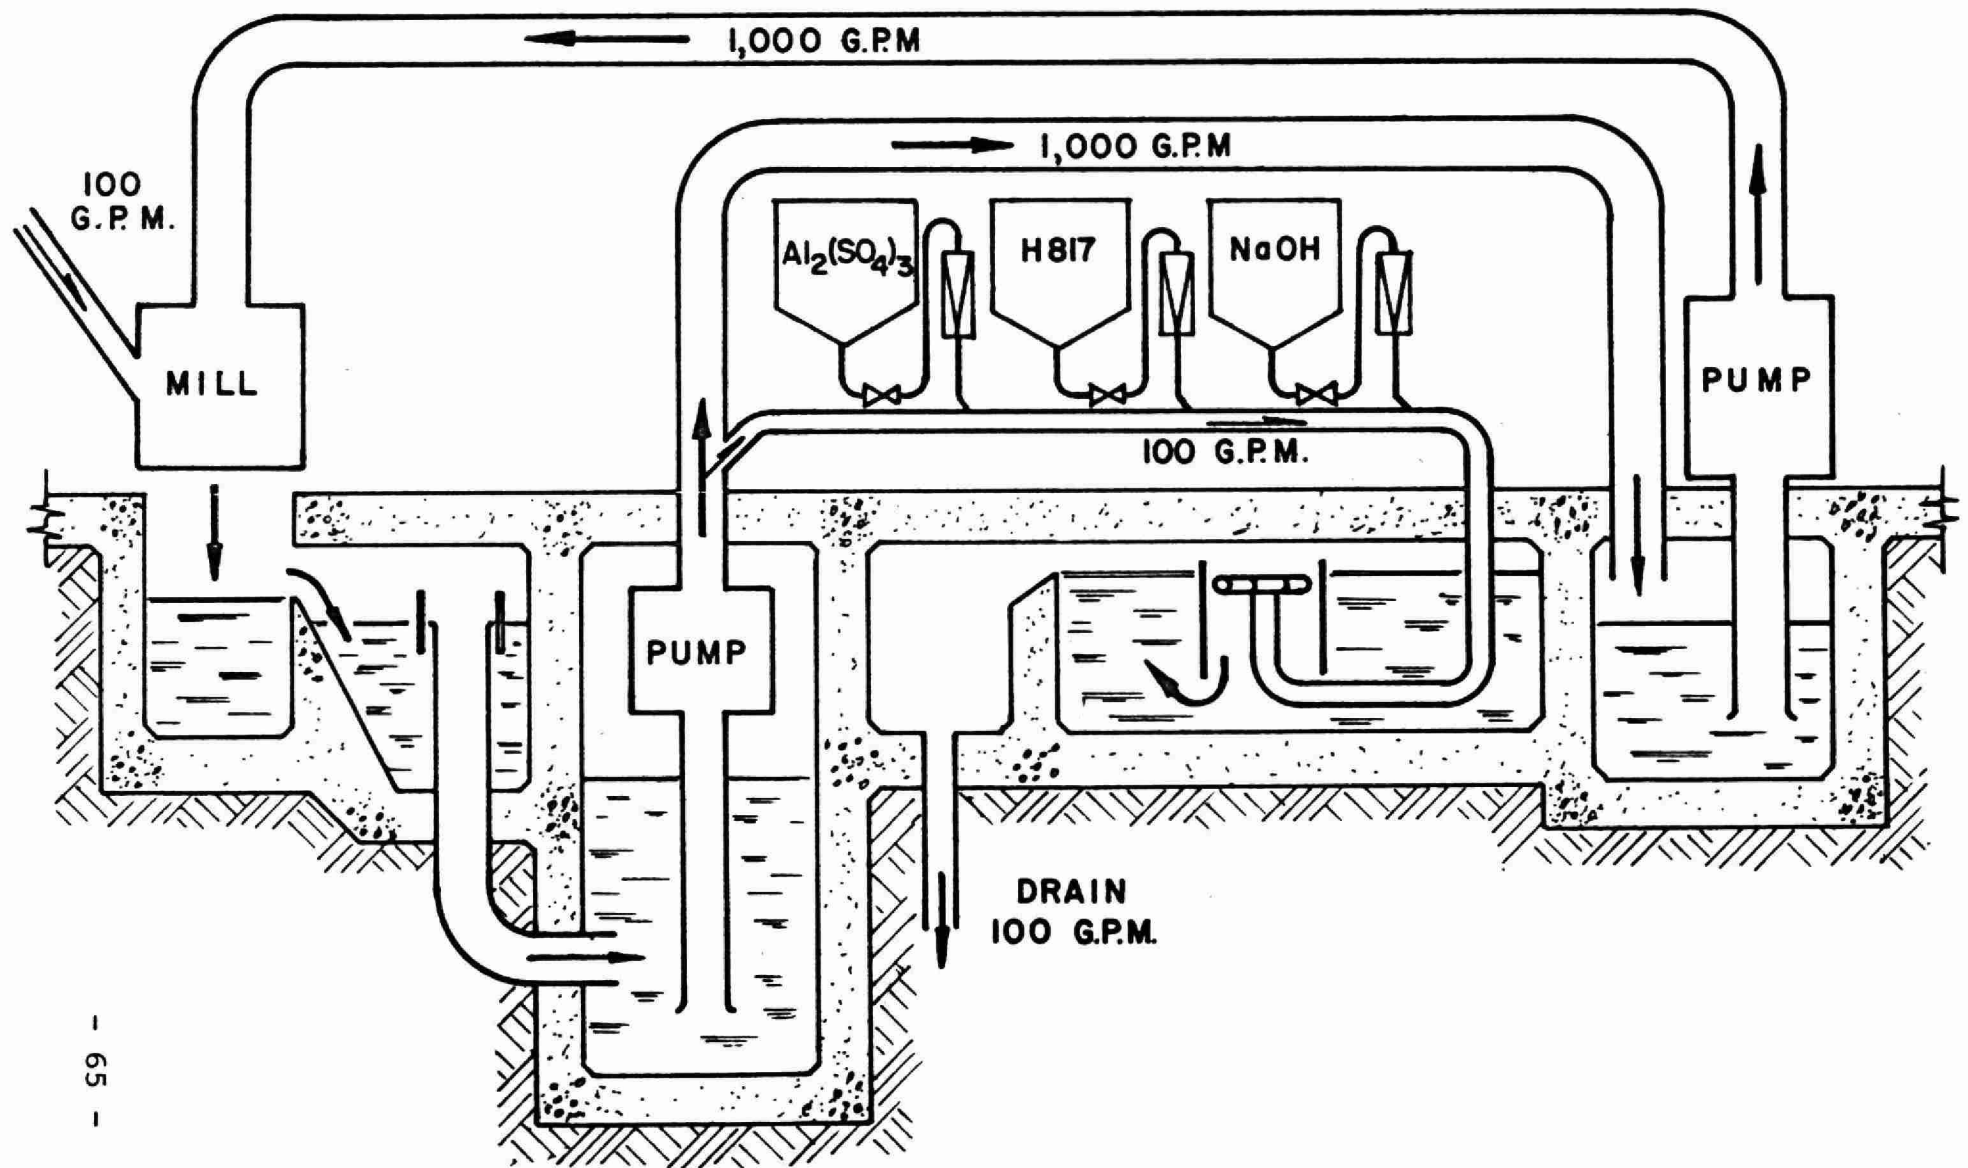 1,000 G.P.M
1,000 G.P.M
100
G.P.M.
Al2(SO4)3
H817
NaOH
MILL
PUMP
100 G.P.M.
PUMP
DRAIN
100 G.P.M.
- 65 -